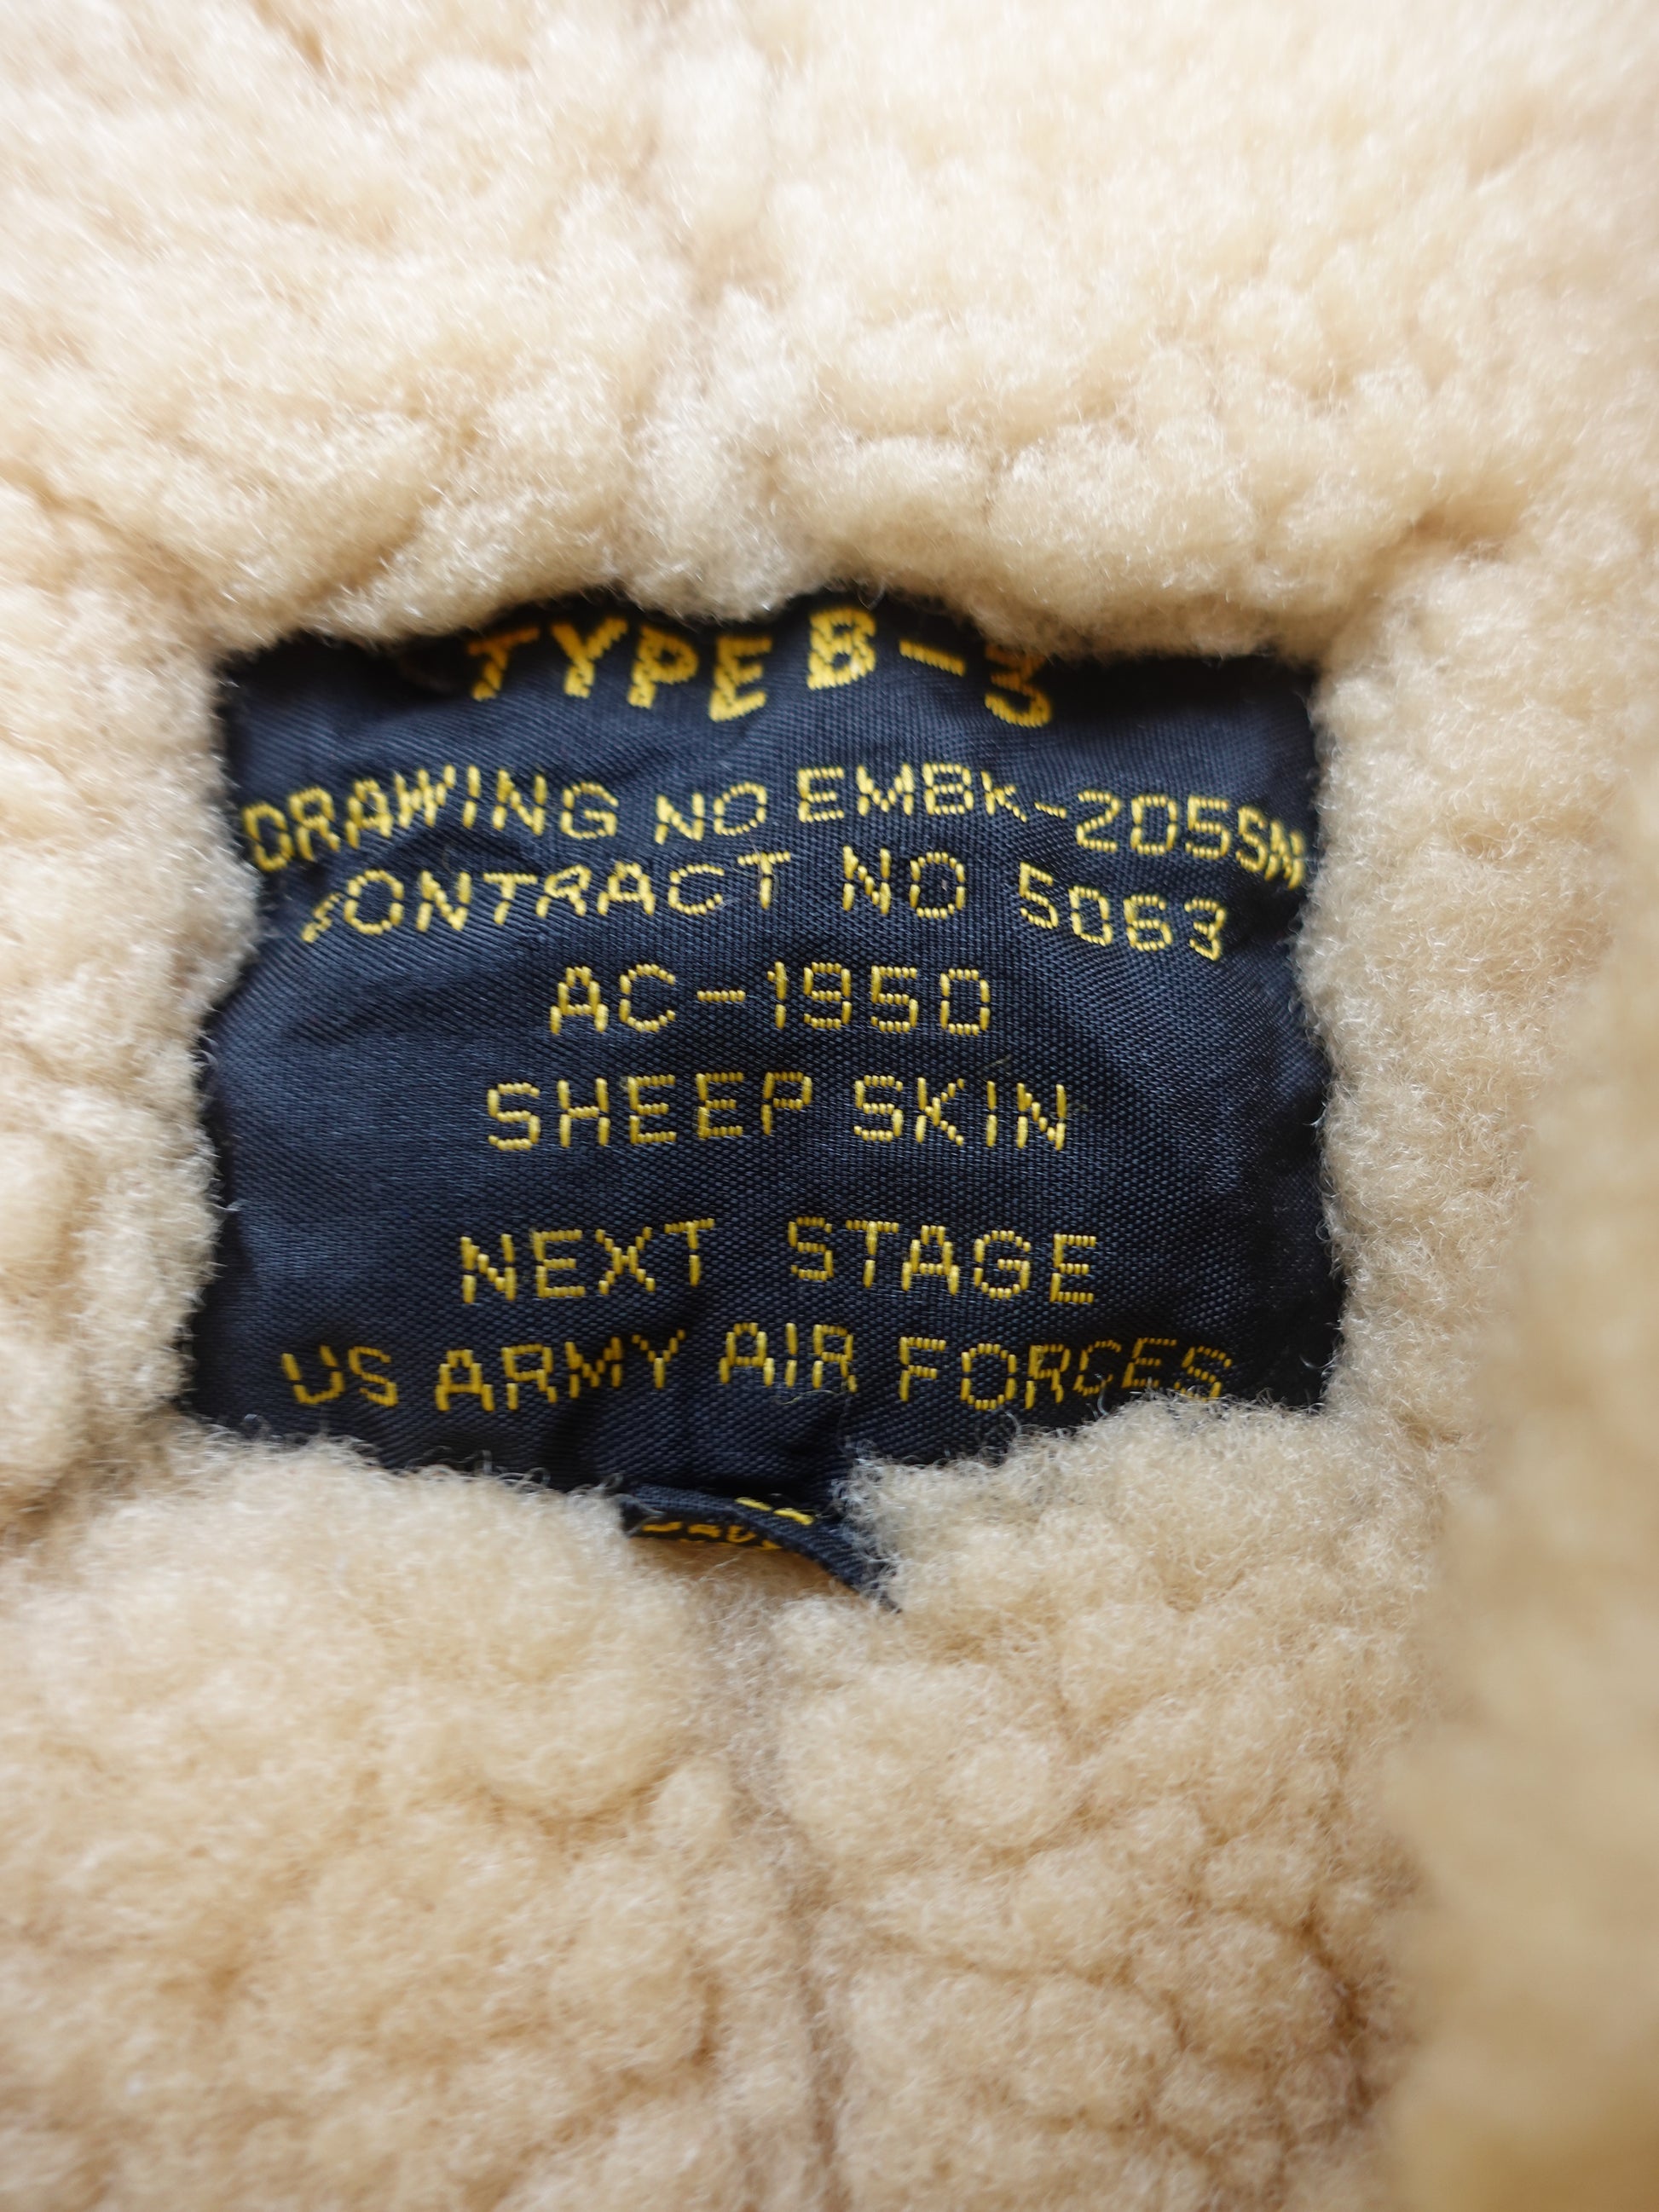 TYPE B-3
DRAWING NO EMBK-205SM
CONTRACT NO 5063
AC-1950
SHEEP SKIN
NEXT STAGE
US ARMY AIR FORCES